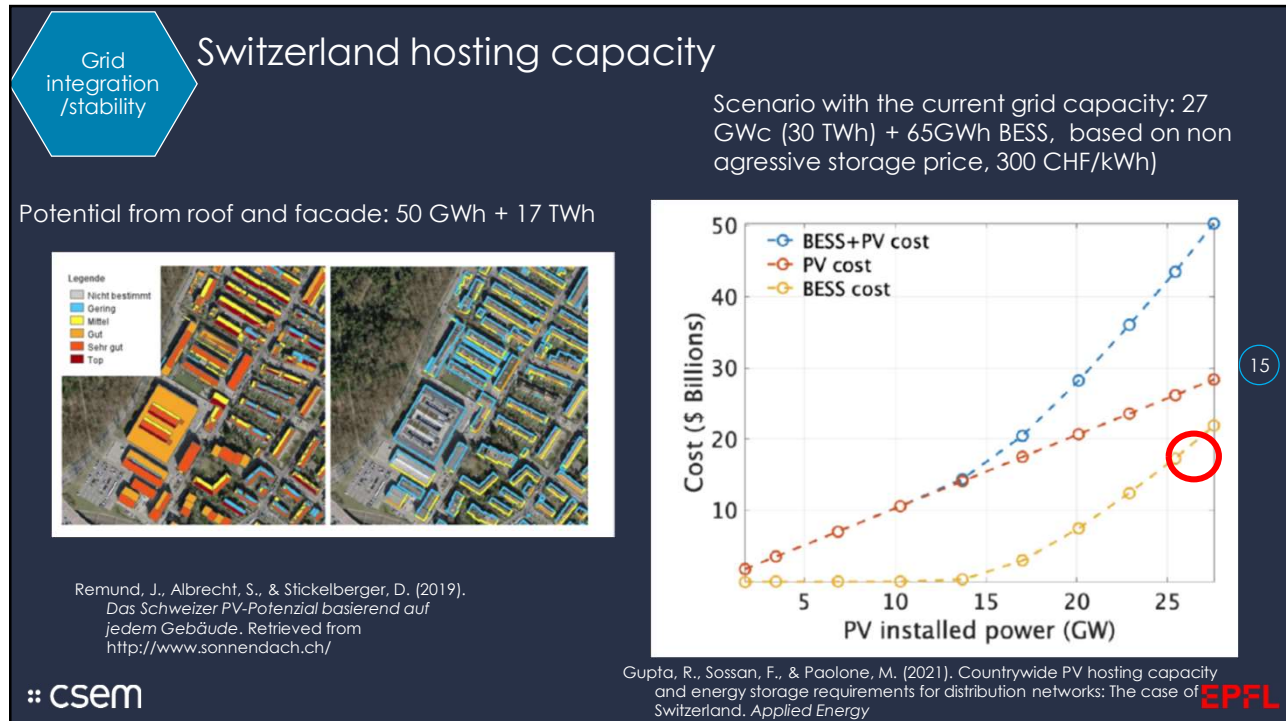 Grid
integration
/stability
Switzerland hosting capacity
Scenario with the current grid capacity: 27
GWc (30 TWh) + 65GWh BESS, based on non
agressive storage price, 300 CHF/kWh)
Potential from roof and facade: 50 GWh + 17 TWh
Legende
Nicht bestimmt
Gering
Mittel
Gut
Sehr gut
Top
BESS+PV cost
PV cost
BESS cost
Cost ($ Billions)
50
40
30
20
10
5
10
15
20
25
PV installed power (GW)
15
Remund, J., Albrecht, S., & Stickelberger, D. (2019).
Das Schweizer PV-Potenzial basierend auf
jedem Gebäude. Retrieved from
http://www.sonnendach.ch/
Gupta, R., Sossan, F., & Paolone, M. (2021). Countrywide PV hosting capacity
and energy storage requirements for distribution networks: The case of
Switzerland. Applied Energy
:: csem
EPFL